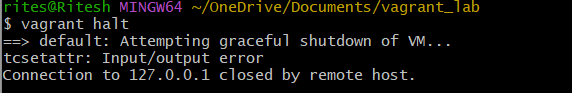 rites@Ritesh MINGW64 ~/OneDrive/Documents/vagrant_lab
$ vagrant halt
==> default: Attempting graceful shutdown of VM...
tcsetattr: Input/output error
Connection to 127.0.0.1 closed by remote host.